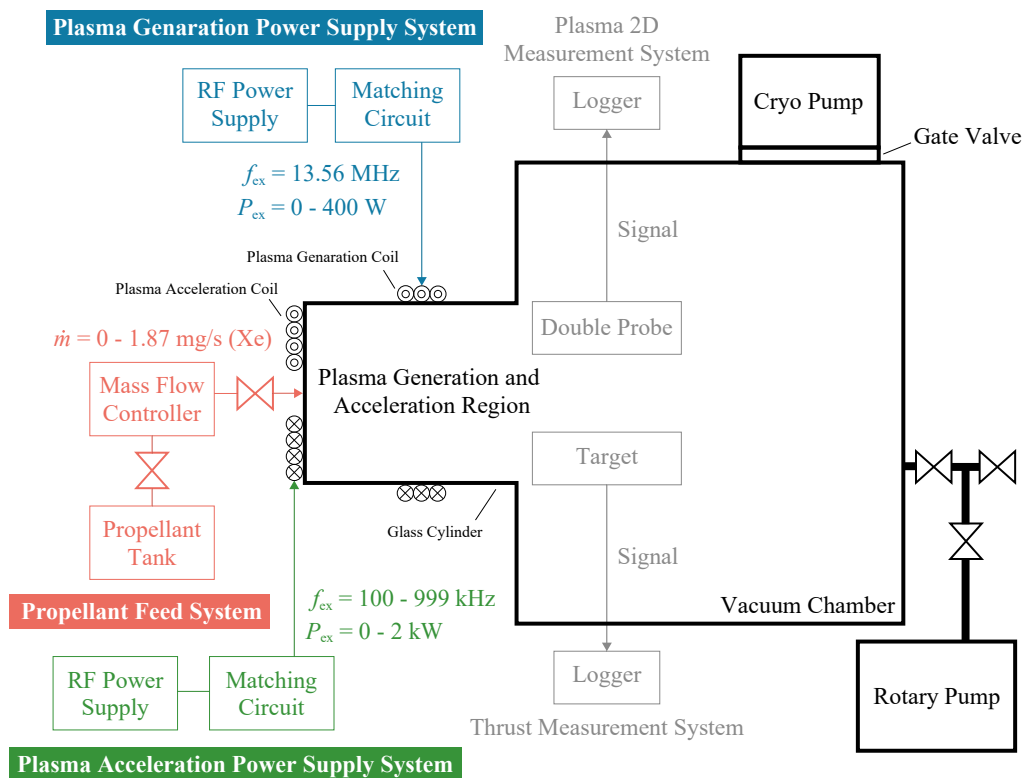 Plasma Genaration Power Supply System
RF Power
Supply
Matching
Circuit
f_ex = 13.56 MHz
P_ex = 0 - 400 W
Plasma 2D
Measurement System
Logger
Signal
Double Probe
Cryo Pump
Gate Valve
Plasma Genaration Coil
Plasma Acceleration Coil
ṁ = 0 - 1.87 mg/s (Xe)
Mass Flow
Controller
Propellant
Tank
Propellant Feed System
Plasma Generation and
Acceleration Region
Target
Glass Cylinder
Signal
Logger
Thrust Measurement System
Vacuum Chamber
Rotary Pump
f_ex = 100 - 999 kHz
P_ex = 0 - 2 kW
RF Power
Supply
Matching
Circuit
Plasma Acceleration Power Supply System